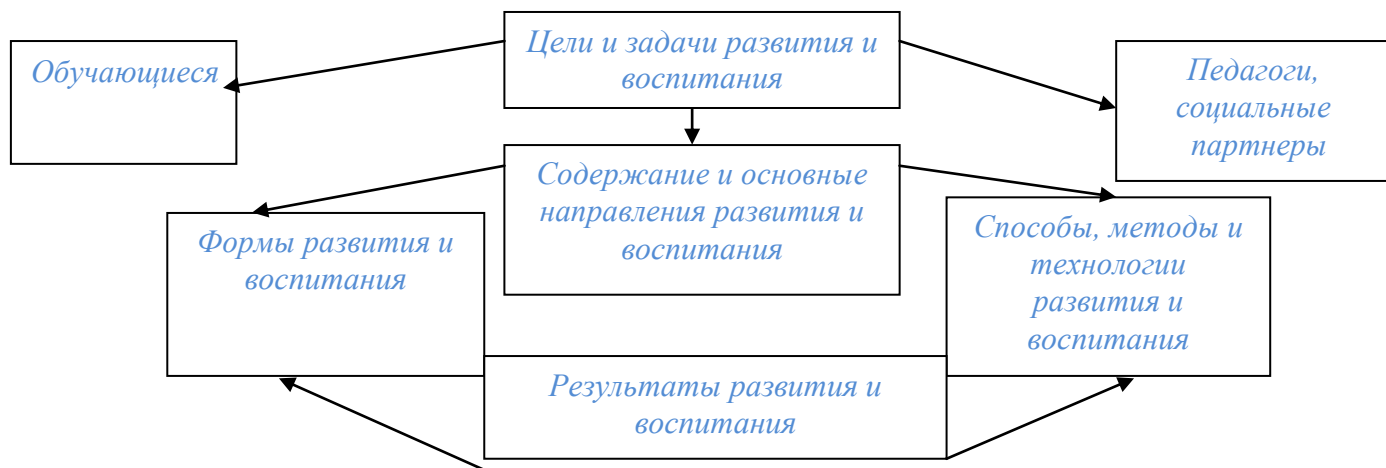 Цели и задачи развития и
воспитания
Обучающиеся
Педагоги,
социальные
партнеры
Содержание и основные
направления развития и
воспитания
Формы развития и
воспитания
Способы, методы и
технологии
развития и
воспитания
Результаты развития и
воспитания